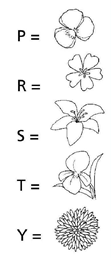 P =
R =
S =
T =
Y =